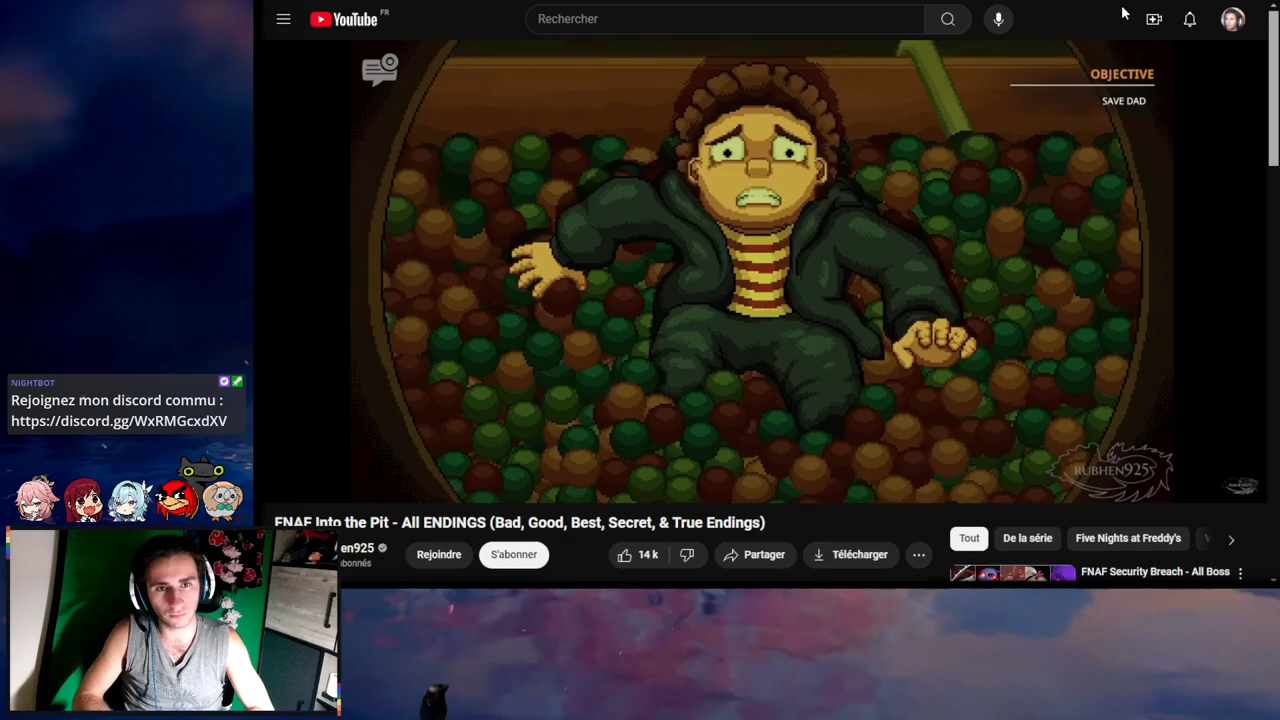 YouTube FR
Rechercher
OBJECTIVE
SAVE DAD
RUBHEN925
NIGHTBOT
Rejoignez mon discord commu :
https://discord.gg/WxRMGcxdXV
FNAF Into the Pit - All ENDINGS (Bad, Good, Best, Secret, & True Endings)
en925
abonnés
Rejoindre
S'abonner
14 k
Partager
Télécharger
Tout
De la série
Five Nights at Freddy's
FNAF Security Breach - All Boss